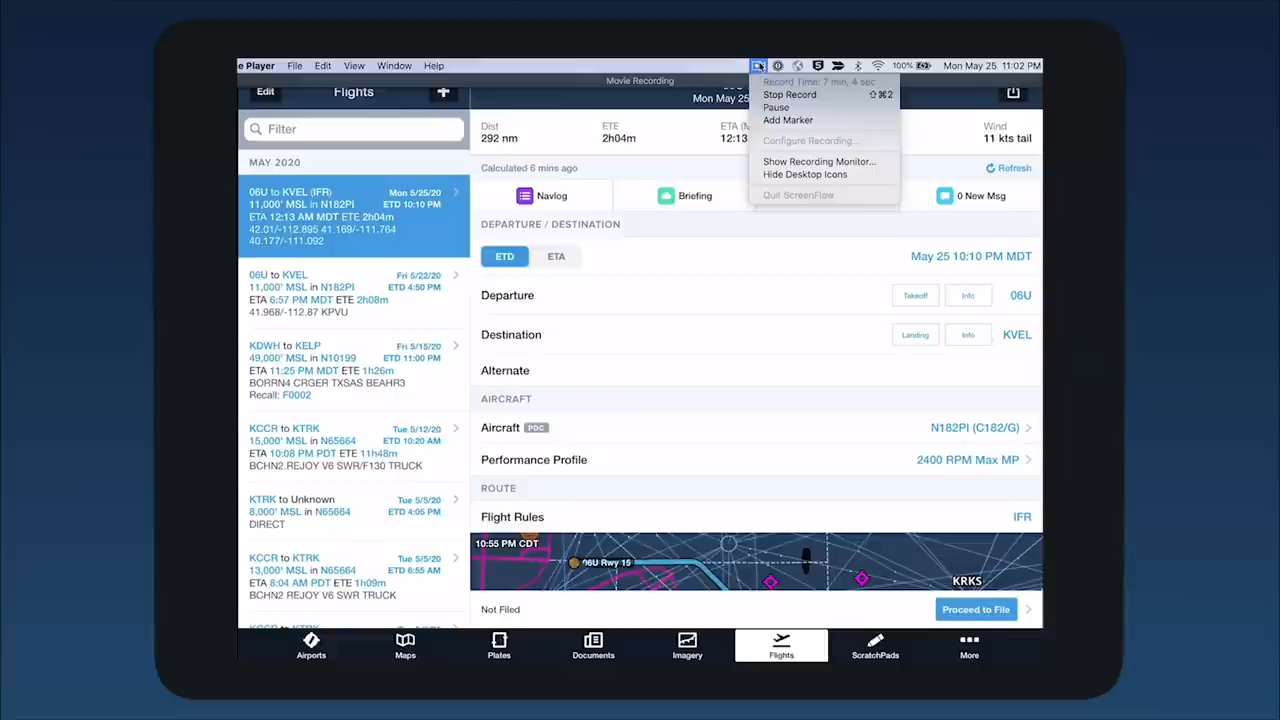 e Player File Edit View Window Help 100% Mon May 25 11:02 PM
Movie Recording
Record Time: 7 min, 4 sec
Stop Record ⇧⌘2
Pause
Add Marker
Configure Recording...
Show Recording Monitor...
Hide Desktop Icons
Quit ScreenFlow
Edit Flights +
Filter
MAY 2020
06U to KVEL (IFR) Mon 5/25/20
11,000' MSL in N182PI ETD 10:10 PM
ETA 12:13 AM MDT ETE 2h04m
42.01/-112.895 41.169/-111.764
40.177/-111.092
06U to KVEL Fri 5/22/20
11,000' MSL in N182PI ETD 4:50 PM
ETA 6:57 PM MDT ETE 2h08m
41.968/-112.87 KPVU
KDWH to KELP Fri 5/15/20
49,000' MSL in N10199 ETD 11:00 PM
ETA 11:25 PM MDT ETE 1h26m
BORRN4 CRGER TXSAS BEAHR3
Recall: F0002
KCCR to KTRK Tue 5/12/20
15,000' MSL in N65664 ETD 10:20 AM
ETA 10:08 PM PDT ETE 11h48m
BCHN2.REJOY V6 SWR/F130 TRUCK
KTRK to Unknown Tue 5/5/20
8,000' MSL in N65664 ETD 4:05 PM
DIRECT
KCCR to KTRK Tue 5/5/20
13,000' MSL in N65664 ETD 6:55 AM
ETA 8:04 AM PDT ETE 1h09m
BCHN2 REJOY V6 SWR TRUCK
Mon May 25
Dist ETE ETA (M Wind
292 nm 2h04m 12:13 11 kts tail
Calculated 6 mins ago Refresh
Navlog Briefing 0 New Msg
DEPARTURE / DESTINATION
ETD ETA May 25 10:10 PM MDT
Departure Takeoff Info 06U
Destination Landing Info KVEL
Alternate
AIRCRAFT
Aircraft PDC N182PI (C182/G)
Performance Profile 2400 RPM Max MP
ROUTE
Flight Rules IFR
10:55 PM CDT
06U Rwy 15
KRKS
Not Filed Proceed to File
Airports Maps Plates Documents Imagery Flights ScratchPads More